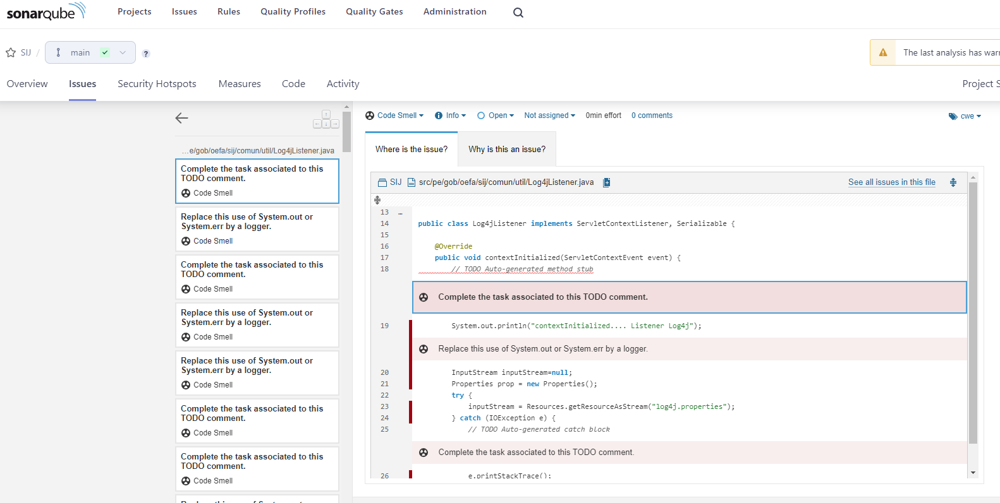 sonarqube Projects Issues Rules Quality Profiles Quality Gates Administration
SIJ / main ?
The last analysis has warr
Overview Issues Security Hotspots Measures Code Activity Project S
…e/gob/oefa/sij/comun/util/Log4jListener.java
Complete the task associated to this
TODO comment.
Code Smell
Replace this use of System.out or
System.err by a logger.
Code Smell
Complete the task associated to this
TODO comment.
Code Smell
Replace this use of System.out or
System.err by a logger.
Code Smell
Replace this use of System.out or
System.err by a logger.
Code Smell
Complete the task associated to this
TODO comment.
Code Smell
Complete the task associated to this
TODO comment.
Code Smell
Code Smell Info Open Not assigned 0min effort 0 comments cwe
Where is the issue? Why is this an issue?
SIJ src/pe/gob/oefa/sij/comun/util/Log4jListener.java See all issues in this file
13 …
14 public class Log4jListener implements ServletContextListener, Serializable {
15
16 @Override
17 public void contextInitialized(ServletContextEvent event) {
18 // TODO Auto-generated method stub
Complete the task associated to this TODO comment.
19 System.out.println("contextInitialized.... Listener Log4j");
Replace this use of System.out or System.err by a logger.
20 InputStream inputStream=null;
21 Properties prop = new Properties();
22 try {
23 inputStream = Resources.getResourceAsStream("log4j.properties");
24 } catch (IOException e) {
25 // TODO Auto-generated catch block
Complete the task associated to this TODO comment.
26 e.printStackTrace();